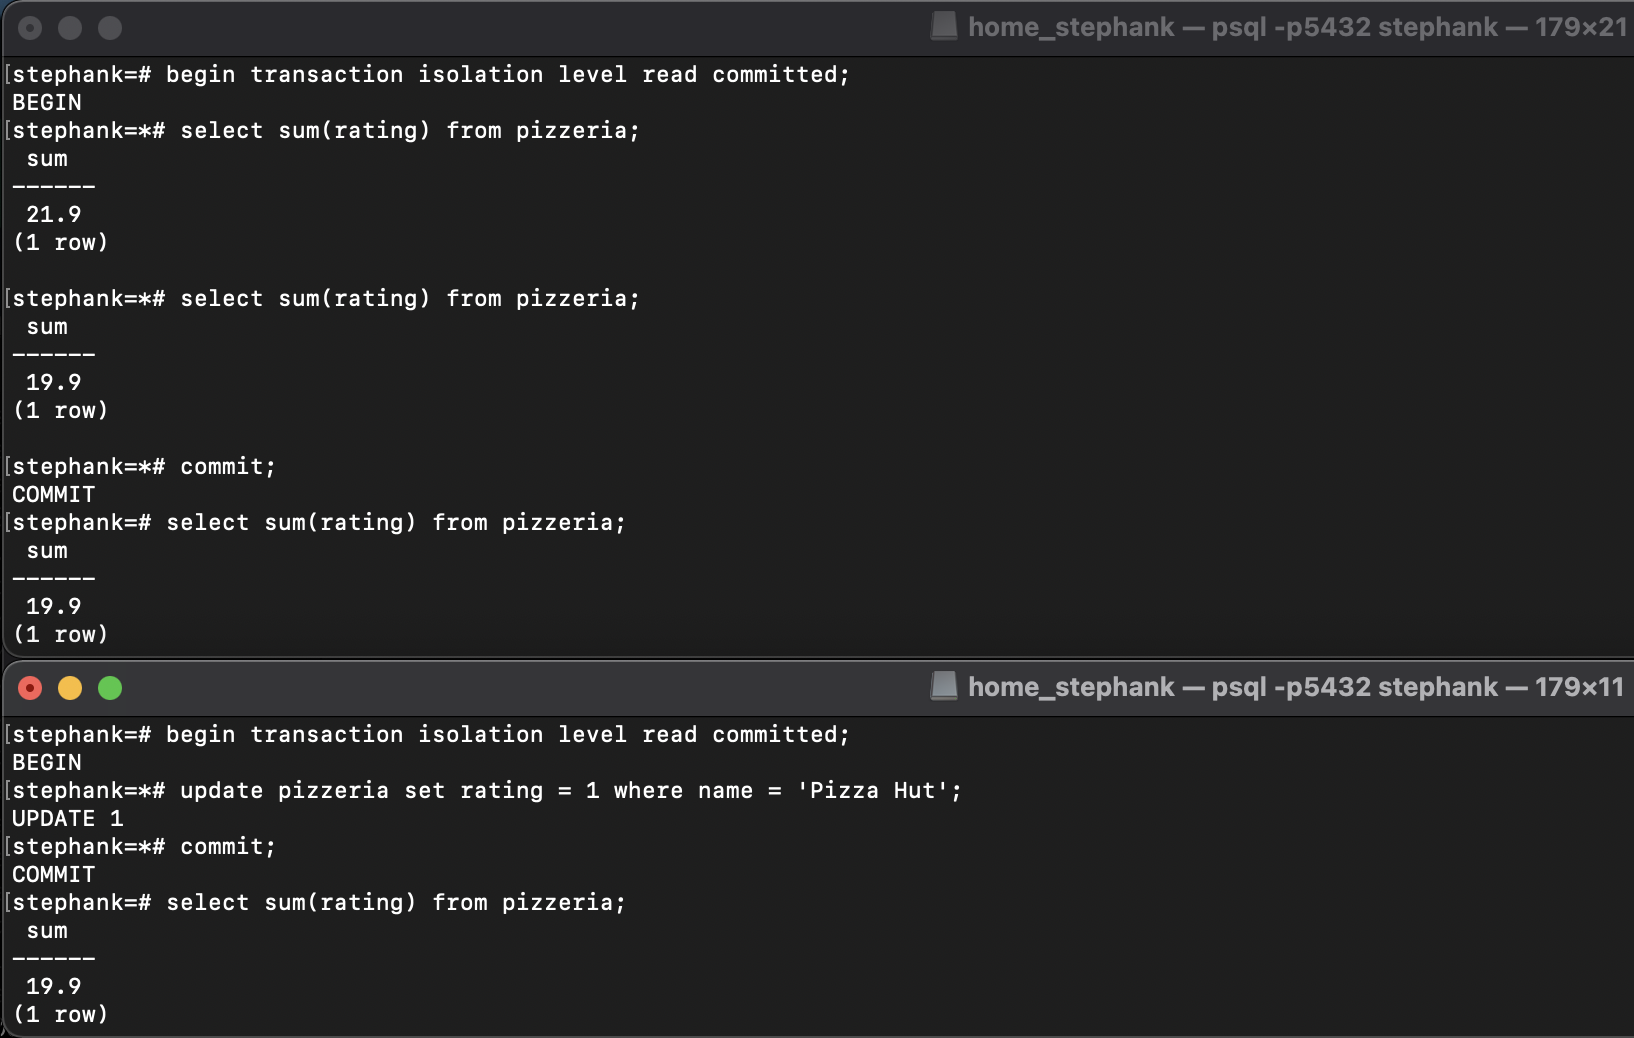 home_stephank — psql -p5432 stephank — 179×21
[stephank=# begin transaction isolation level read committed;
BEGIN
[stephank=*# select sum(rating) from pizzeria;
 sum
------
 21.9
(1 row)

[stephank=*# select sum(rating) from pizzeria;
 sum
------
 19.9
(1 row)

[stephank=*# commit;
COMMIT
[stephank=# select sum(rating) from pizzeria;
 sum
------
 19.9
(1 row)
home_stephank — psql -p5432 stephank — 179×11
[stephank=# begin transaction isolation level read committed;
BEGIN
[stephank=*# update pizzeria set rating = 1 where name = 'Pizza Hut';
UPDATE 1
[stephank=*# commit;
COMMIT
[stephank=# select sum(rating) from pizzeria;
 sum
------
 19.9
(1 row)